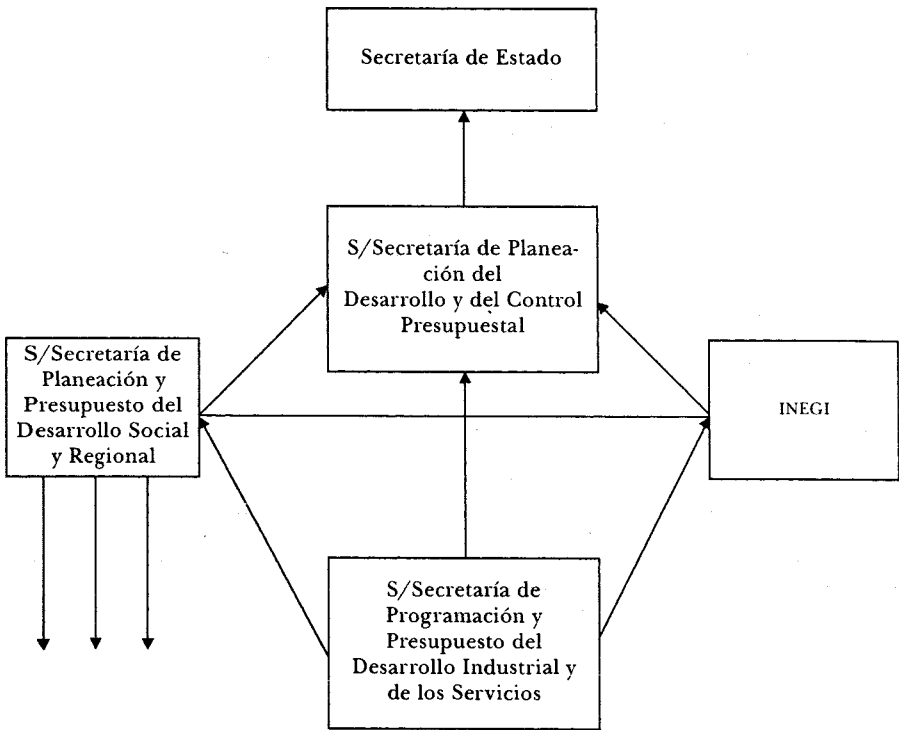 Secretaría de Estado
S/Secretaría de Planea-
ción del
Desarrollo y del Control
Presupuestal
S/Secretaría de
Planeación y
Presupuesto del
Desarrollo Social
y Regional
INEGI
S/Secretaría de
Programación y
Presupuesto del
Desarrollo Industrial y
de los Servicios